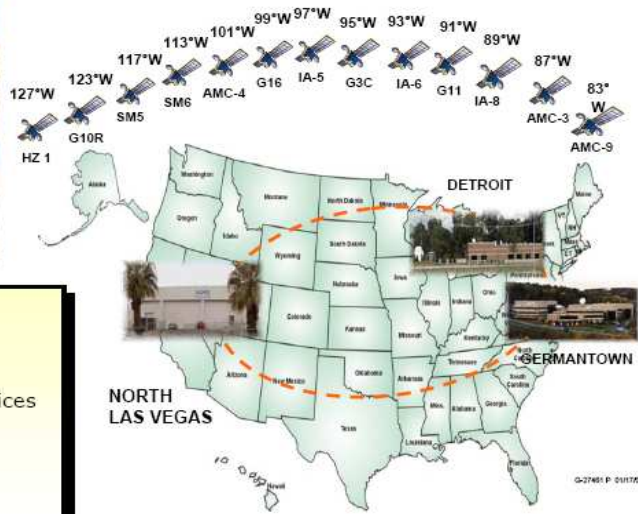 127°W
123°W
117°W
113°W
101°W
99°W
97°W
95°W
93°W
91°W
89°W
87°W
83°
W
HZ 1
G10R
SM5
SM6
AMC-4
G16
IA-5
G3C
IA-6
G11
IA-8
AMC-3
AMC-9
DETROIT
Alaska
Washington
Oregon
Idaho
Montana
North Dakota
Minnesota
Wyoming
South Dakota
Nebraska
Iowa
Illinois
Indiana
Ohio
Maine
VT
Colorado
Kansas
Missouri
Kentucky
Tennessee
GERMANTOWN
North
South
Carolina
Arizona
New Mexico
Oklahoma
Arkansas
Texas
Louisiana
Miss.
Alabama
Georgia
Florida
Hawaii
NORTH
LAS VEGAS
ices